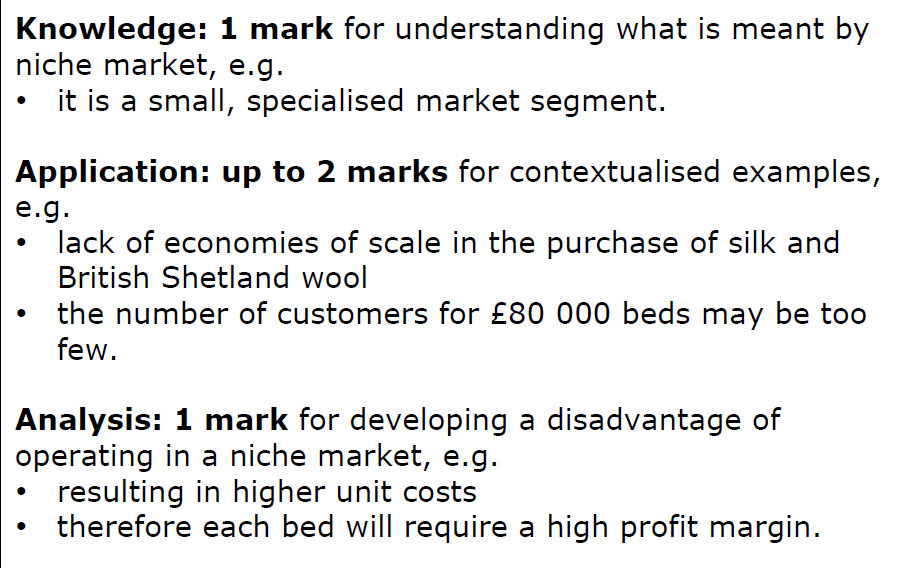 Knowledge: 1 mark for understanding what is meant by
niche market, e.g.
• it is a small, specialised market segment.
Application: up to 2 marks for contextualised examples,
e.g.
• lack of economies of scale in the purchase of silk and
British Shetland wool
• the number of customers for £80 000 beds may be too
few.
Analysis: 1 mark for developing a disadvantage of
operating in a niche market, e.g.
• resulting in higher unit costs
• therefore each bed will require a high profit margin.